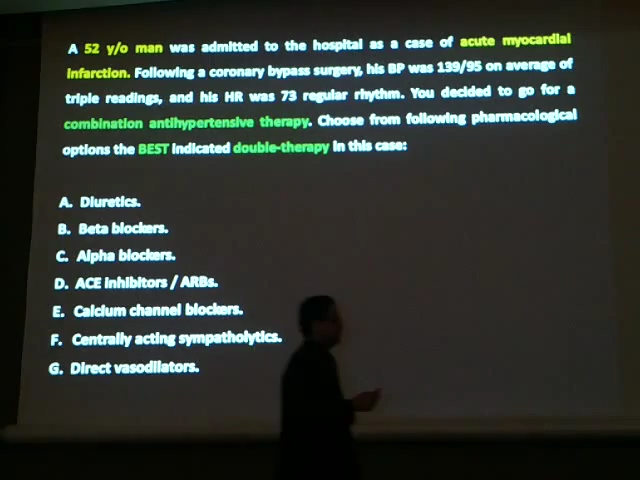 A 52 y/o man was admitted to the hospital as a case of acute myocardial
infarction. Following a coronary bypass surgery, his BP was 139/95 on average of
triple readings, and his HR was 73 regular rhythm. You decided to go for a
combination antihypertensive therapy. Choose from following pharmacological
options the BEST indicated double-therapy in this case:
A. Diuretics.
B. Beta blockers.
C. Alpha blockers.
D. ACE inhibitors / ARBs.
E. Calcium channel blockers.
F. Centrally acting sympatholytics.
G. Direct vasodilators.